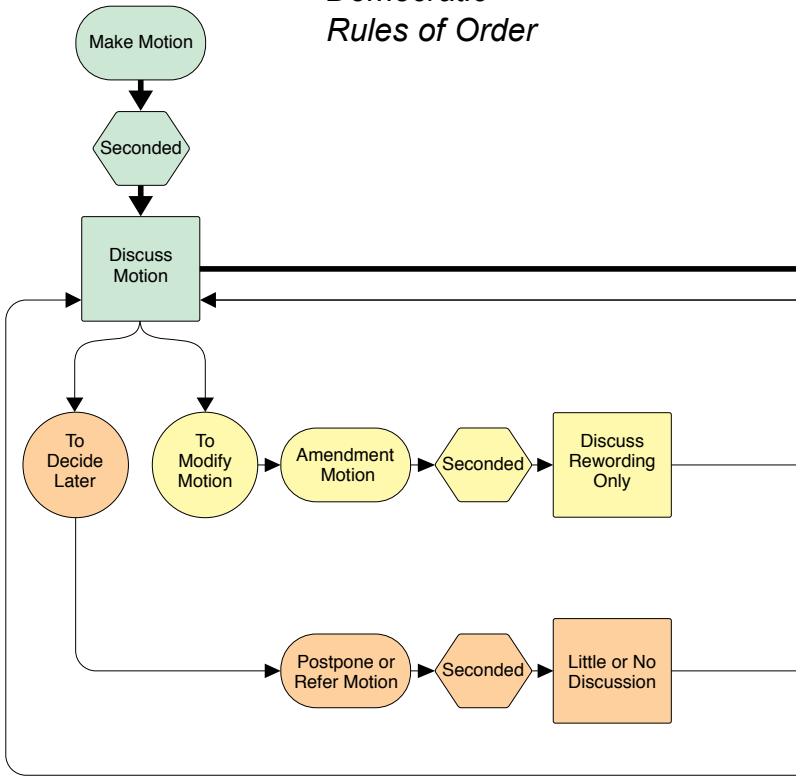 Democratic
Rules of Order
Make Motion
Seconded
Discuss
Motion
To
Decide
Later
To
Modify
Motion
Amendment
Motion
Seconded
Discuss
Rewording
Only
Postpone or
Refer Motion
Seconded
Little or No
Discussion